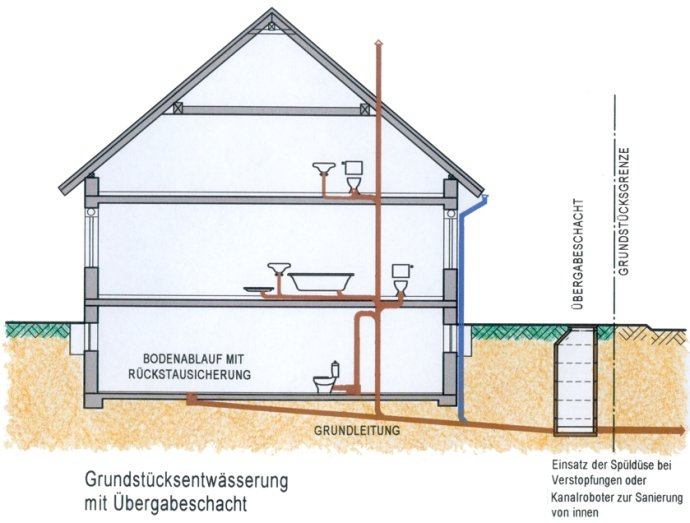 ÜBERGABESCHACHT
GRUNDSTÜCKSGRENZE
BODENABLAUF MIT
RÜCKSTAUSICHERUNG
GRUNDLEITUNG
Grundstücksentwässerung
mit Übergabeschacht
Einsatz der Spüldüse bei
Verstopfungen oder
Kanalroboter zur Sanierung
von innen